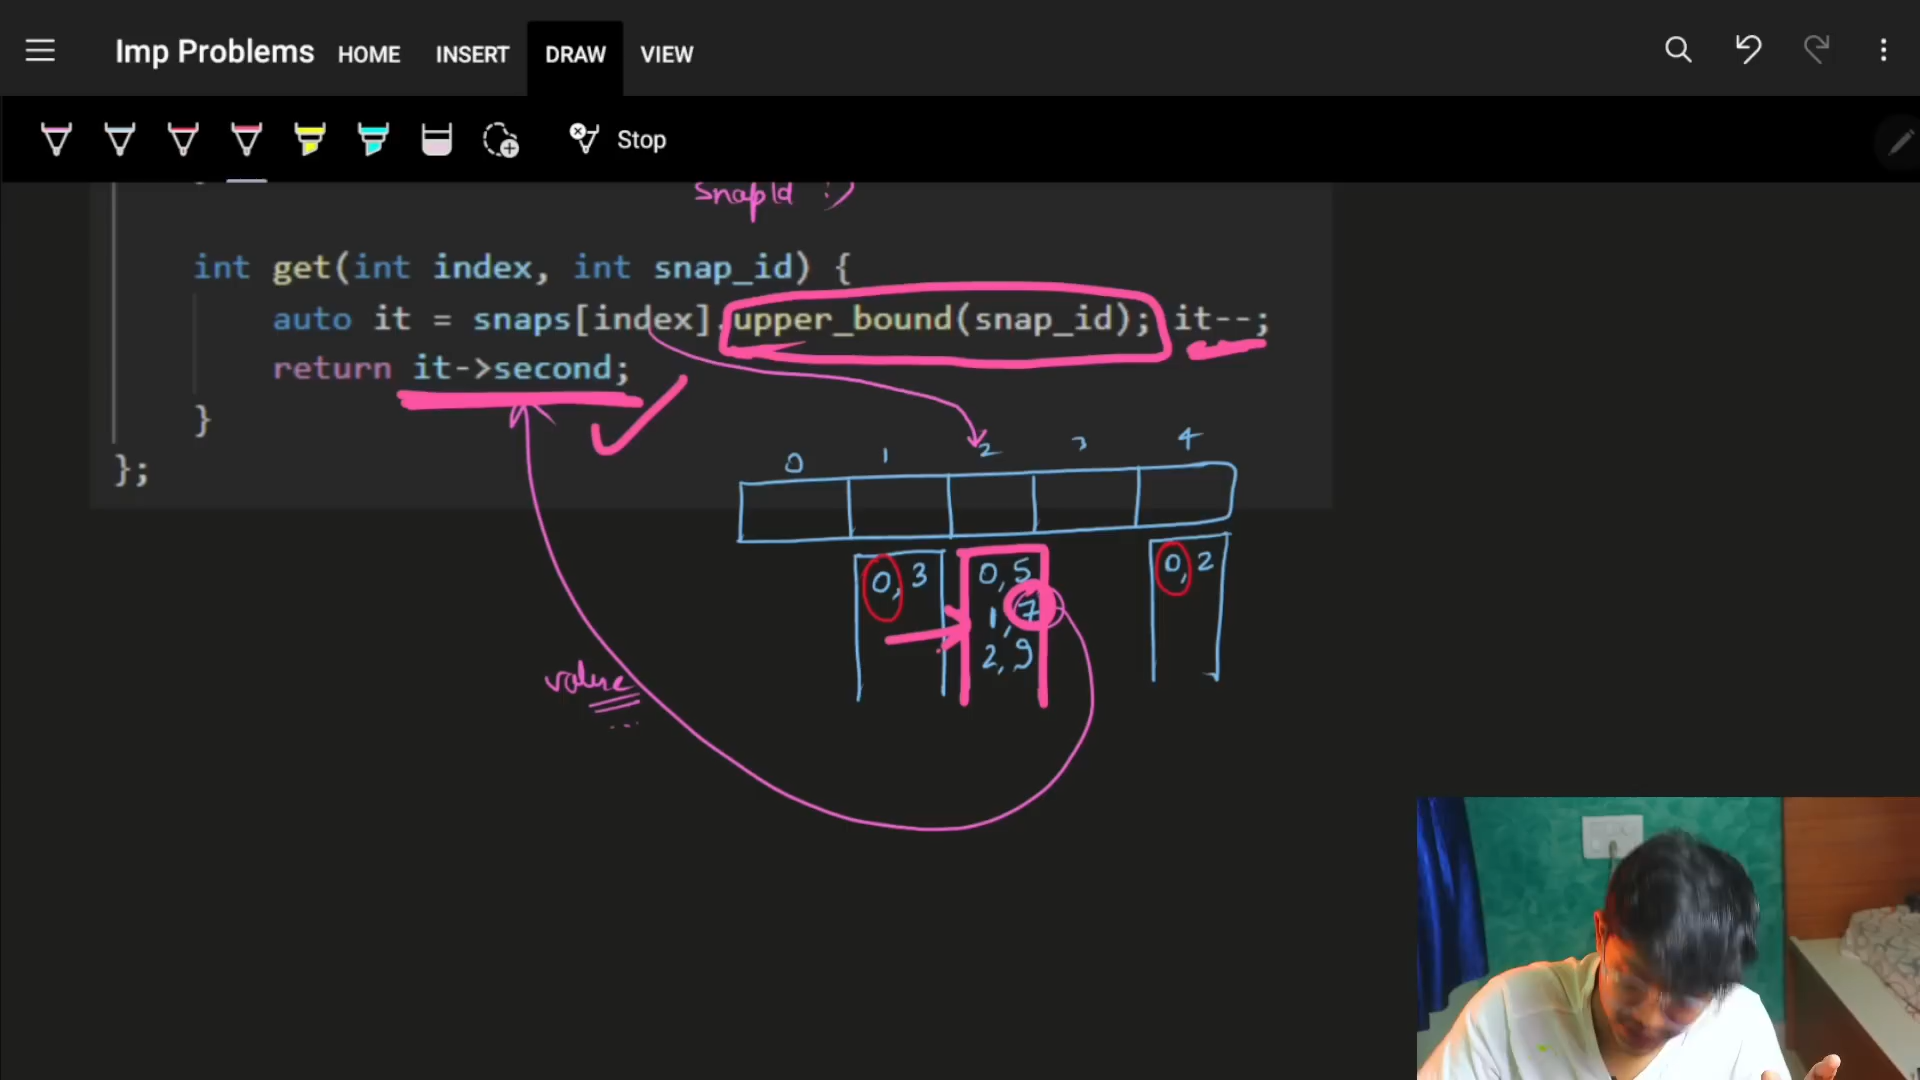 Imp Problems HOME INSERT DRAW VIEW
Stop
SnapId :)
int get(int index, int snap_id) {
auto it = snaps[index].upper_bound(snap_id); it--;
return it->second;
}
};
0 1 2 3 4
0, 3 0, 5 0, 2
1, 7
2, 9
value